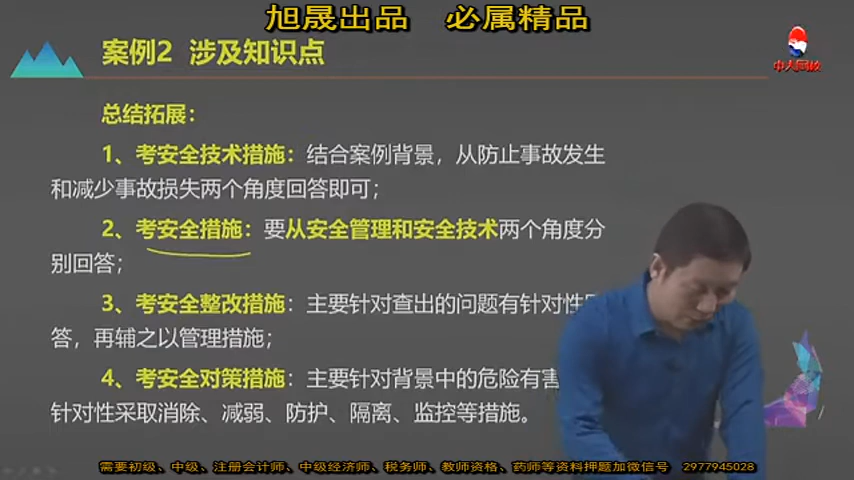 旭晟出品 必属精品
案例2 涉及知识点
中大网校
总结拓展：
1、考安全技术措施：结合案例背景，从防止事故发生
和减少事故损失两个角度回答即可；
2、考安全措施：要从安全管理和安全技术两个角度分
别回答；
3、考安全整改措施：主要针对查出的问题有针对性
答，再辅之以管理措施；
4、考安全对策措施：主要针对背景中的危险有害
针对性采取消除、减弱、防护、隔离、监控等措施。
需要初级、中级、注册会计师、中级经济师、税务师、教师资格、药师等资料押题加微信号 2977945028